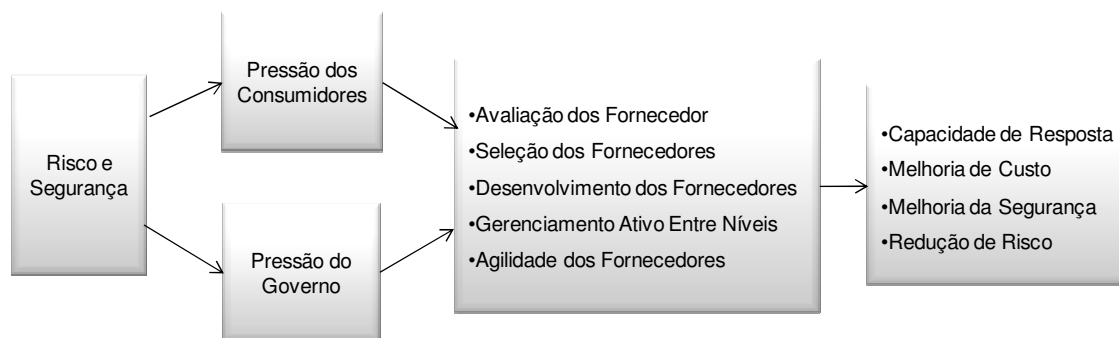 Risco e
Segurança
Pressão dos
Consumidores
Pressão do
Governo
•Avaliação dos Fornecedor
•Seleção dos Fornecedores
•Desenvolvimento dos Fornecedores
•Gerenciamento Ativo Entre Níveis
•Agilidade dos Fornecedores
•Capacidade de Resposta
•Melhoria de Custo
•Melhoria da Segurança
•Redução de Risco